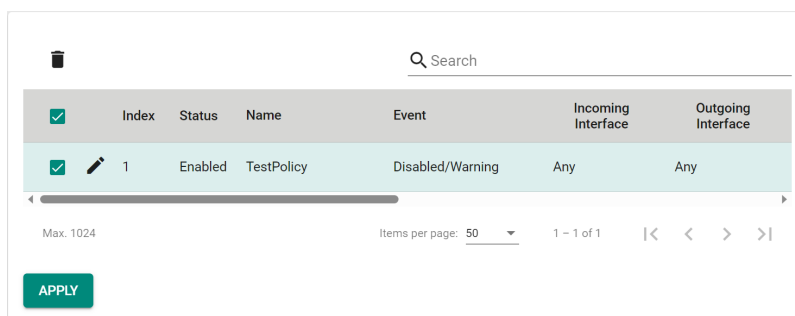 Search
Index Status Name Event Incoming Interface Outgoing Interface
1 Enabled TestPolicy Disabled/Warning Any Any
Max. 1024 Items per page: 50 1 – 1 of 1
APPLY